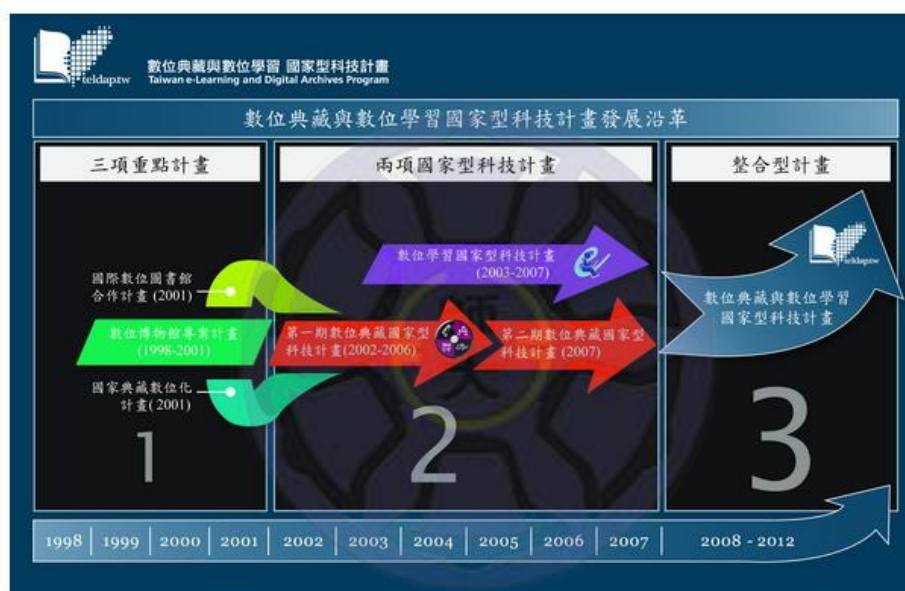 teldap.tw
數位典藏與數位學習 國家型科技計畫
Taiwan e-Learning and Digital Archives Program
數位典藏與數位學習國家型科技計畫發展沿革
三項重點計畫
兩項國家型科技計畫
整合型計畫
國際數位圖書館
合作計畫 (2001)
數位博物館專案計畫
(1998-2001)
國家典藏數位化
計畫(2001)
數位學習國家型科技計畫
(2003-2007)
第一期數位典藏國家型
科技計畫(2002-2006)
第二期數位典藏國家型
科技計畫 (2007)
teldap.tw
數位典藏與數位學習
國家型科技計畫
1
2
3
1998 1999 2000 2001 2002 2003 2004 2005 2006 2007 2008 - 2012